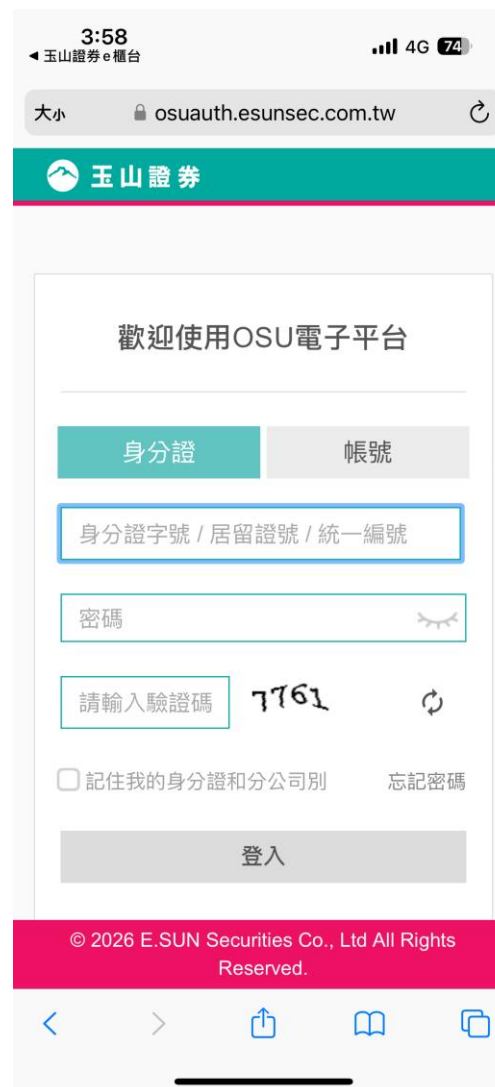 3:58
4G 74
◀ 玉山證券e櫃台
大小 osuauth.esunsec.com.tw
玉山證券
歡迎使用OSU電子平台
身分證 帳號
身分證字號 / 居留證號 / 統一編號
密碼
請輸入驗證碼 7761
記住我的身分證和分公司別 忘記密碼
登入
© 2026 E.SUN Securities Co., Ltd All Rights
Reserved.